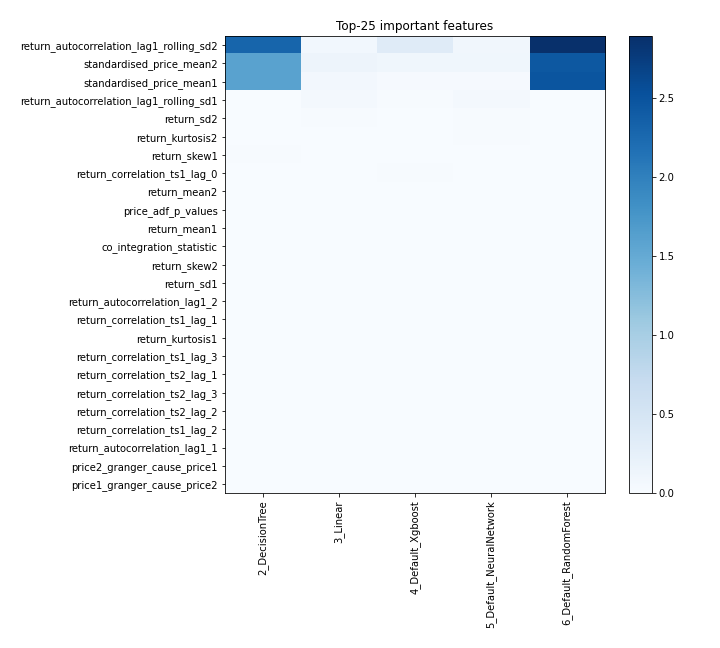 Top-25 important features
return_autocorrelation_lag1_rolling_sd2
standardised_price_mean2
standardised_price_mean1
return_autocorrelation_lag1_rolling_sd1
return_sd2
return_kurtosis2
return_skew1
return_correlation_ts1_lag_0
return_mean2
price_adf_p_values
return_mean1
co_integration_statistic
return_skew2
return_sd1
return_autocorrelation_lag1_2
return_correlation_ts1_lag_1
return_kurtosis1
return_correlation_ts1_lag_3
return_correlation_ts2_lag_1
return_correlation_ts2_lag_3
return_correlation_ts2_lag_2
return_correlation_ts1_lag_2
return_autocorrelation_lag1_1
price2_granger_cause_price1
price1_granger_cause_price2
2_DecisionTree
3_Linear
4_Default_Xgboost
5_Default_NeuralNetwork
6_Default_RandomForest
2.5
2.0
1.5
1.0
0.5
0.0